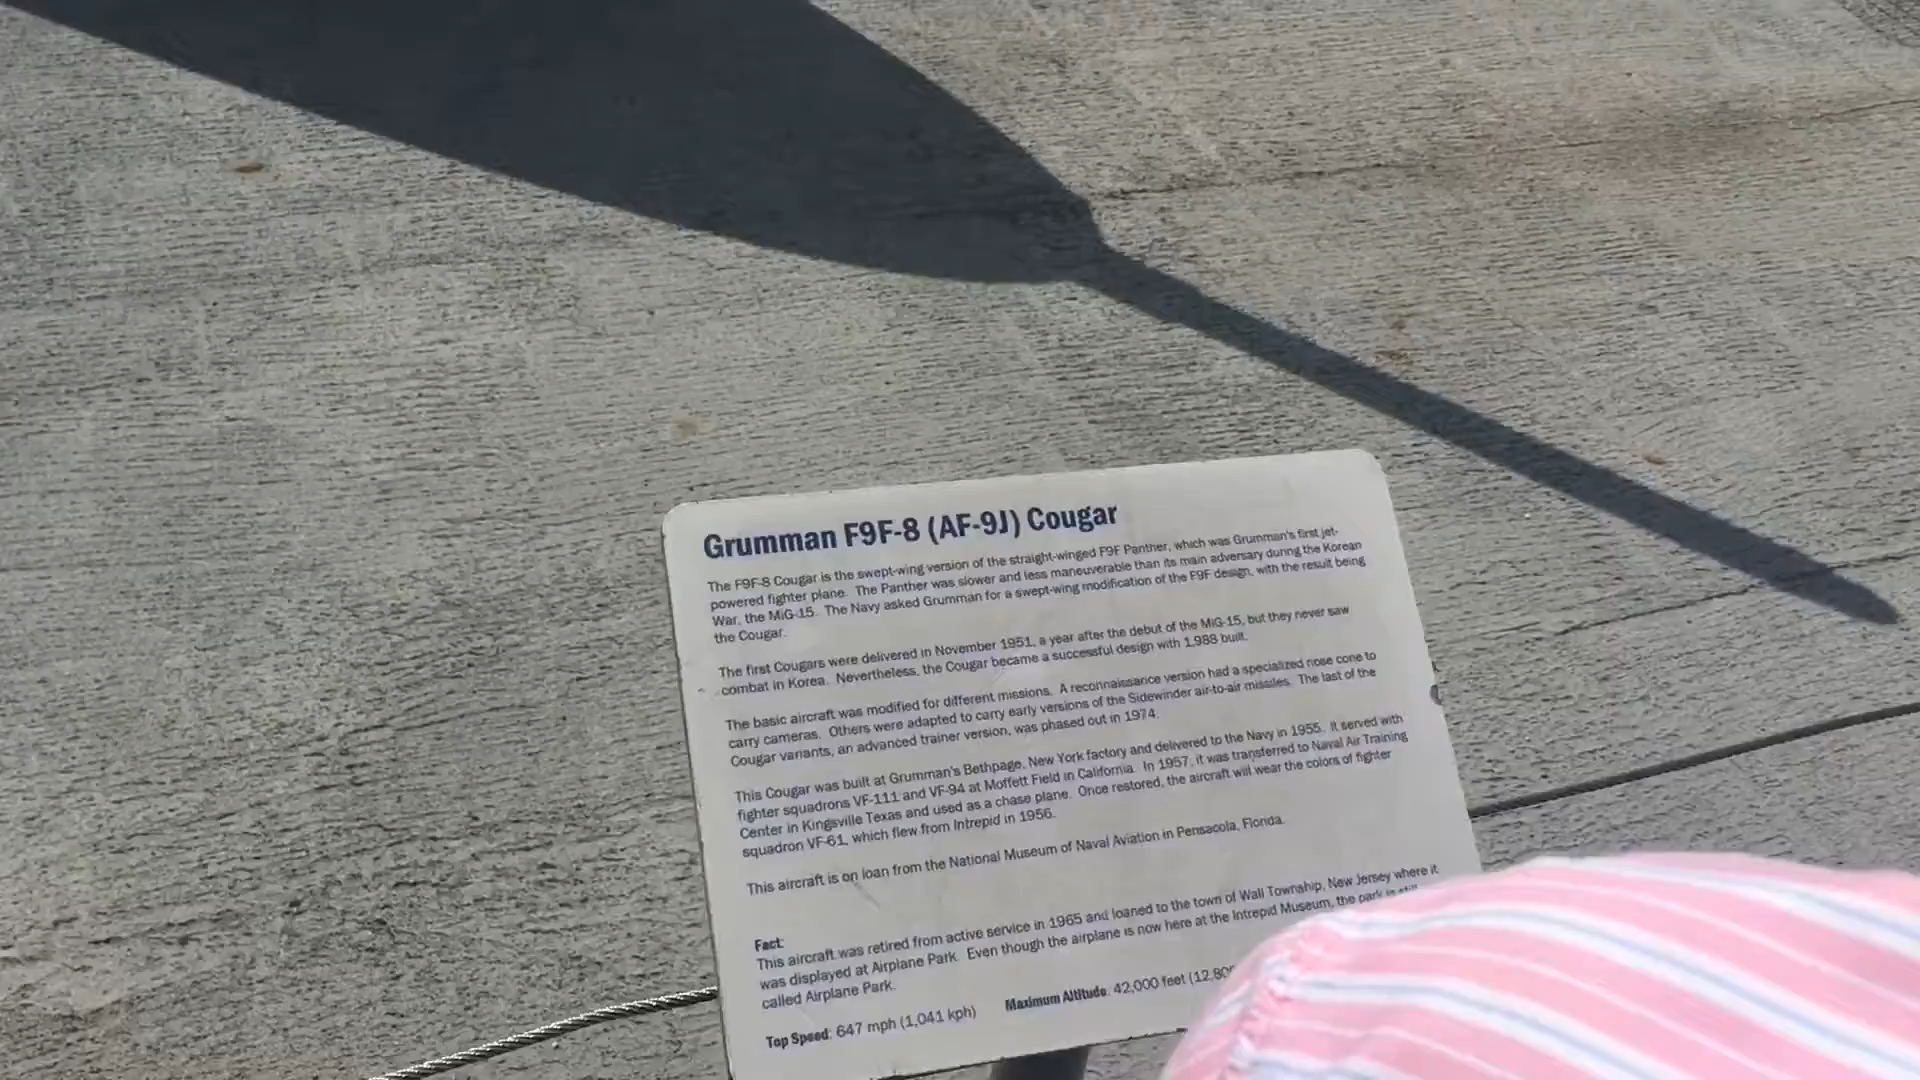 Grumman F9F-8 (AF-9J) Cougar
The F9F-8 Cougar is the swept-wing version of the straight-winged F9F Panther, which was Grumman's first jet-
powered fighter plane. The Panther was slower and less maneuverable than its main adversary during the Korean
War, the MiG-15. The Navy asked Grumman for a swept-wing modification of the F9F design, with the result being
the Cougar.
The first Cougars were delivered in November 1951, a year after the debut of the MiG-15, but they never saw
combat in Korea. Nevertheless, the Cougar became a successful design with 1,988 built.
The basic aircraft was modified for different missions. A reconnaissance version had a specialized nose cone to
carry cameras. Others were adapted to carry early versions of the Sidewinder air-to-air missiles. The last of the
Cougar variants, an advanced trainer version, was phased out in 1974.
This Cougar was built at Grumman's Bethpage, New York factory and delivered to the Navy in 1955. It served with
fighter squadrons VF-111 and VF-94 at Moffett Field in California. In 1957, it was transferred to Naval Air Training
Center in Kingsville Texas and used as a chase plane. Once restored, the aircraft will wear the colors of fighter
squadron VF-61, which flew from Intrepid in 1956.
This aircraft is on loan from the National Museum of Naval Aviation in Pensacola, Florida.
Fact:
This aircraft was retired from active service in 1965 and loaned to the town of Wall Township, New Jersey where it
was displayed at Airplane Park. Even though the airplane is now here at the Intrepid Museum, the park is still
called Airplane Park.
Top Speed: 647 mph (1,041 kph) Maximum Altitude: 42,000 feet (12,80